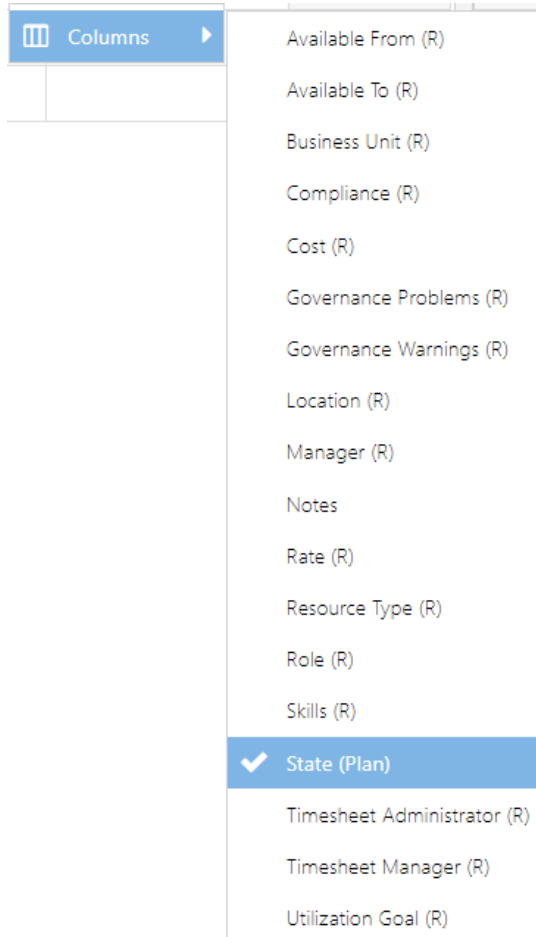 Columns
Available From (R)
Available To (R)
Business Unit (R)
Compliance (R)
Cost (R)
Governance Problems (R)
Governance Warnings (R)
Location (R)
Manager (R)
Notes
Rate (R)
Resource Type (R)
Role (R)
Skills (R)
State (Plan)
Timesheet Administrator (R)
Timesheet Manager (R)
Utilization Goal (R)